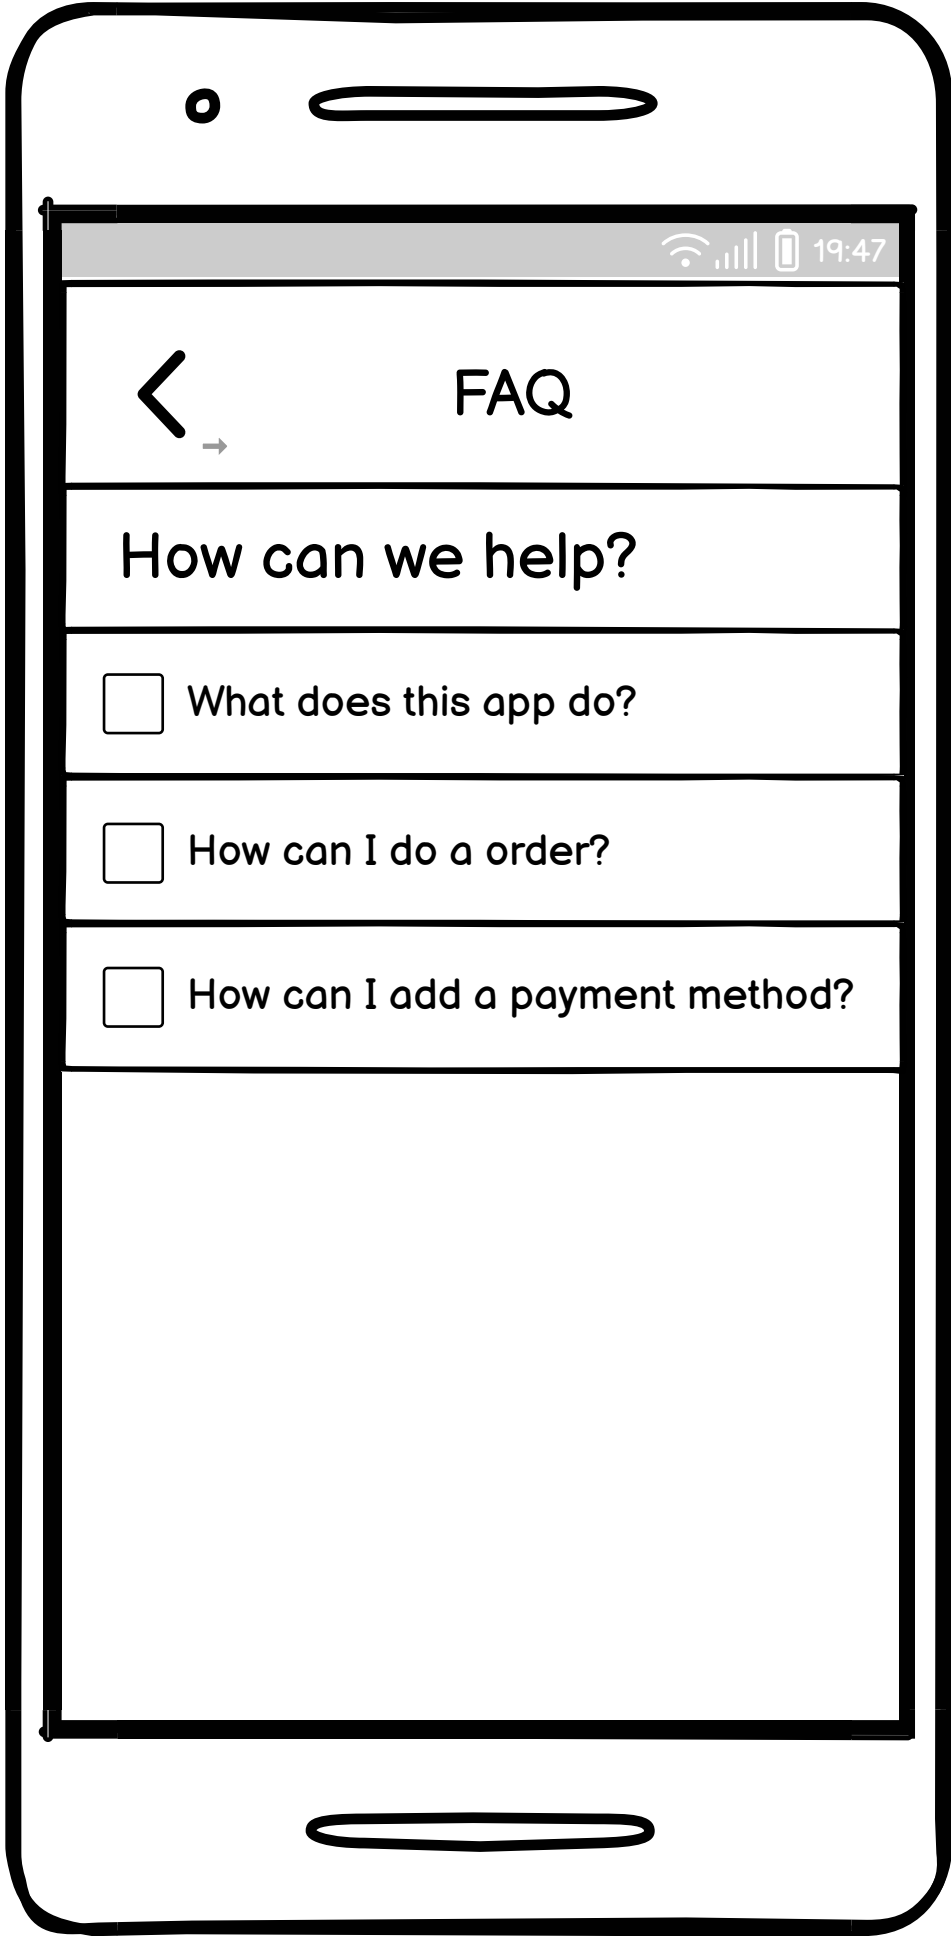 19:47
FAQ
How can we help?
What does this app do?
How can I do a order?
How can I add a payment method?